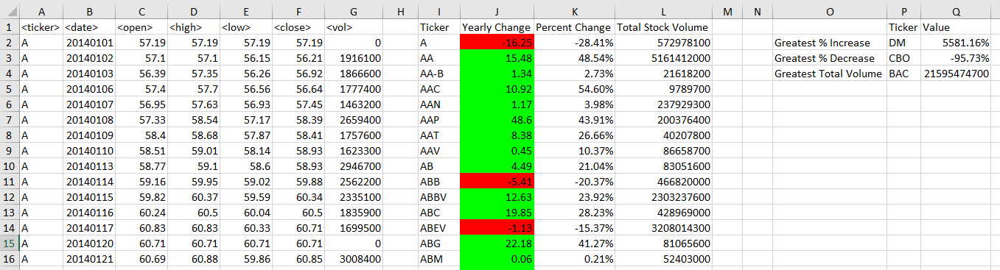 A B C D E F G H I J K L M N O P Q
1 <ticker> <date> <open> <high> <low> <close> <vol> Ticker Yearly Change Percent Change Total Stock Volume Ticker Value
2 A 20140101 57.19 57.19 57.19 57.19 0 A -16.25 -28.41% 572978100 Greatest % Increase DM 5581.16%
3 A 20140102 57.1 57.1 56.15 56.21 1916100 AA 15.48 48.54% 5161412000 Greatest % Decrease CBO -95.73%
4 A 20140103 56.39 57.35 56.26 56.92 1866600 AA-B 1.34 2.73% 21618200 Greatest Total Volume BAC 21595474700
5 A 20140106 57.4 57.7 56.56 56.64 1777400 AAC 10.92 54.60% 9789700
6 A 20140107 56.95 57.63 56.93 57.45 1463200 AAN 1.17 3.98% 237929300
7 A 20140108 57.33 58.54 57.17 58.39 2659400 AAP 48.6 43.91% 200376400
8 A 20140109 58.4 58.68 57.87 58.41 1757600 AAT 8.38 26.66% 40207800
9 A 20140110 58.51 59.01 58.14 58.93 1623300 AAV 0.45 10.37% 86658700
10 A 20140113 58.77 59.1 58.6 58.93 2946700 AB 4.49 21.04% 83051600
11 A 20140114 59.16 59.95 59.02 59.88 2562200 ABB -5.41 -20.37% 466820000
12 A 20140115 59.82 60.37 59.59 60.34 2335100 ABBV 12.63 23.92% 2303237600
13 A 20140116 60.24 60.5 60.04 60.5 1835900 ABC 19.85 28.23% 428969000
14 A 20140117 60.83 60.83 60.33 60.71 1699500 ABEV -1.13 -15.37% 3208014300
15 A 20140120 60.71 60.71 60.71 60.71 0 ABG 22.18 41.27% 81065600
16 A 20140121 60.69 60.88 59.86 60.85 3008400 ABM 0.06 0.21% 52403000